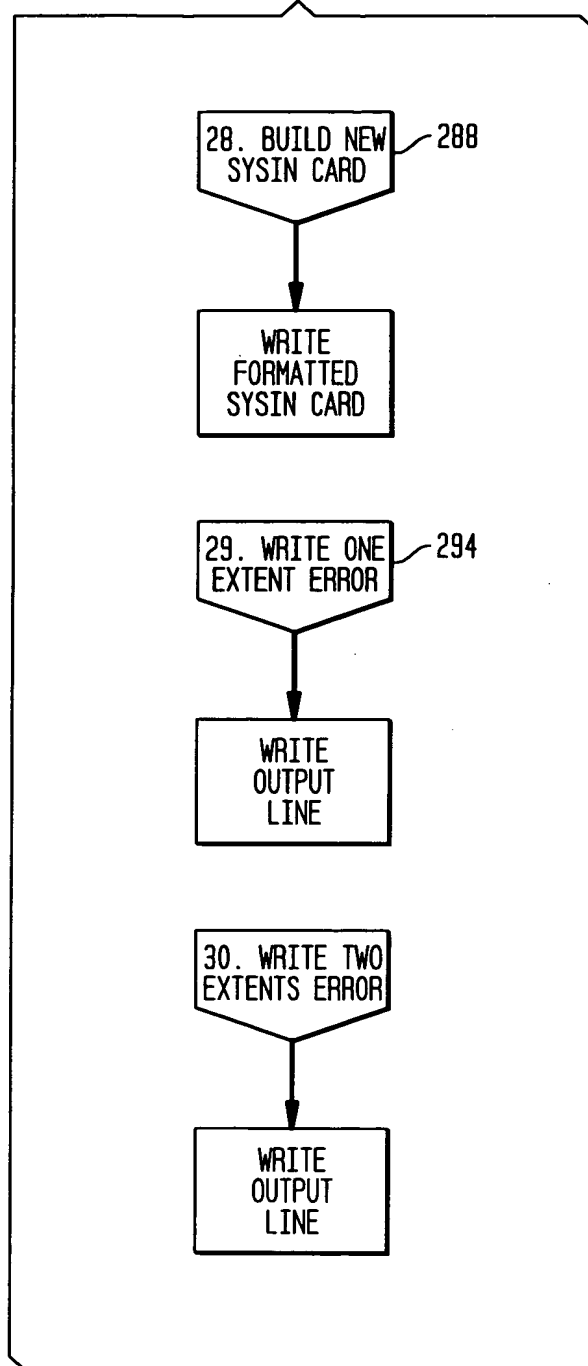 28. BUILD NEW
SYSIN CARD
288
WRITE
FORMATTED
SYSIN CARD
29. WRITE ONE
EXTENT ERROR
294
WRITE
OUTPUT
LINE
30. WRITE TWO
EXTENTS ERROR
WRITE
OUTPUT
LINE